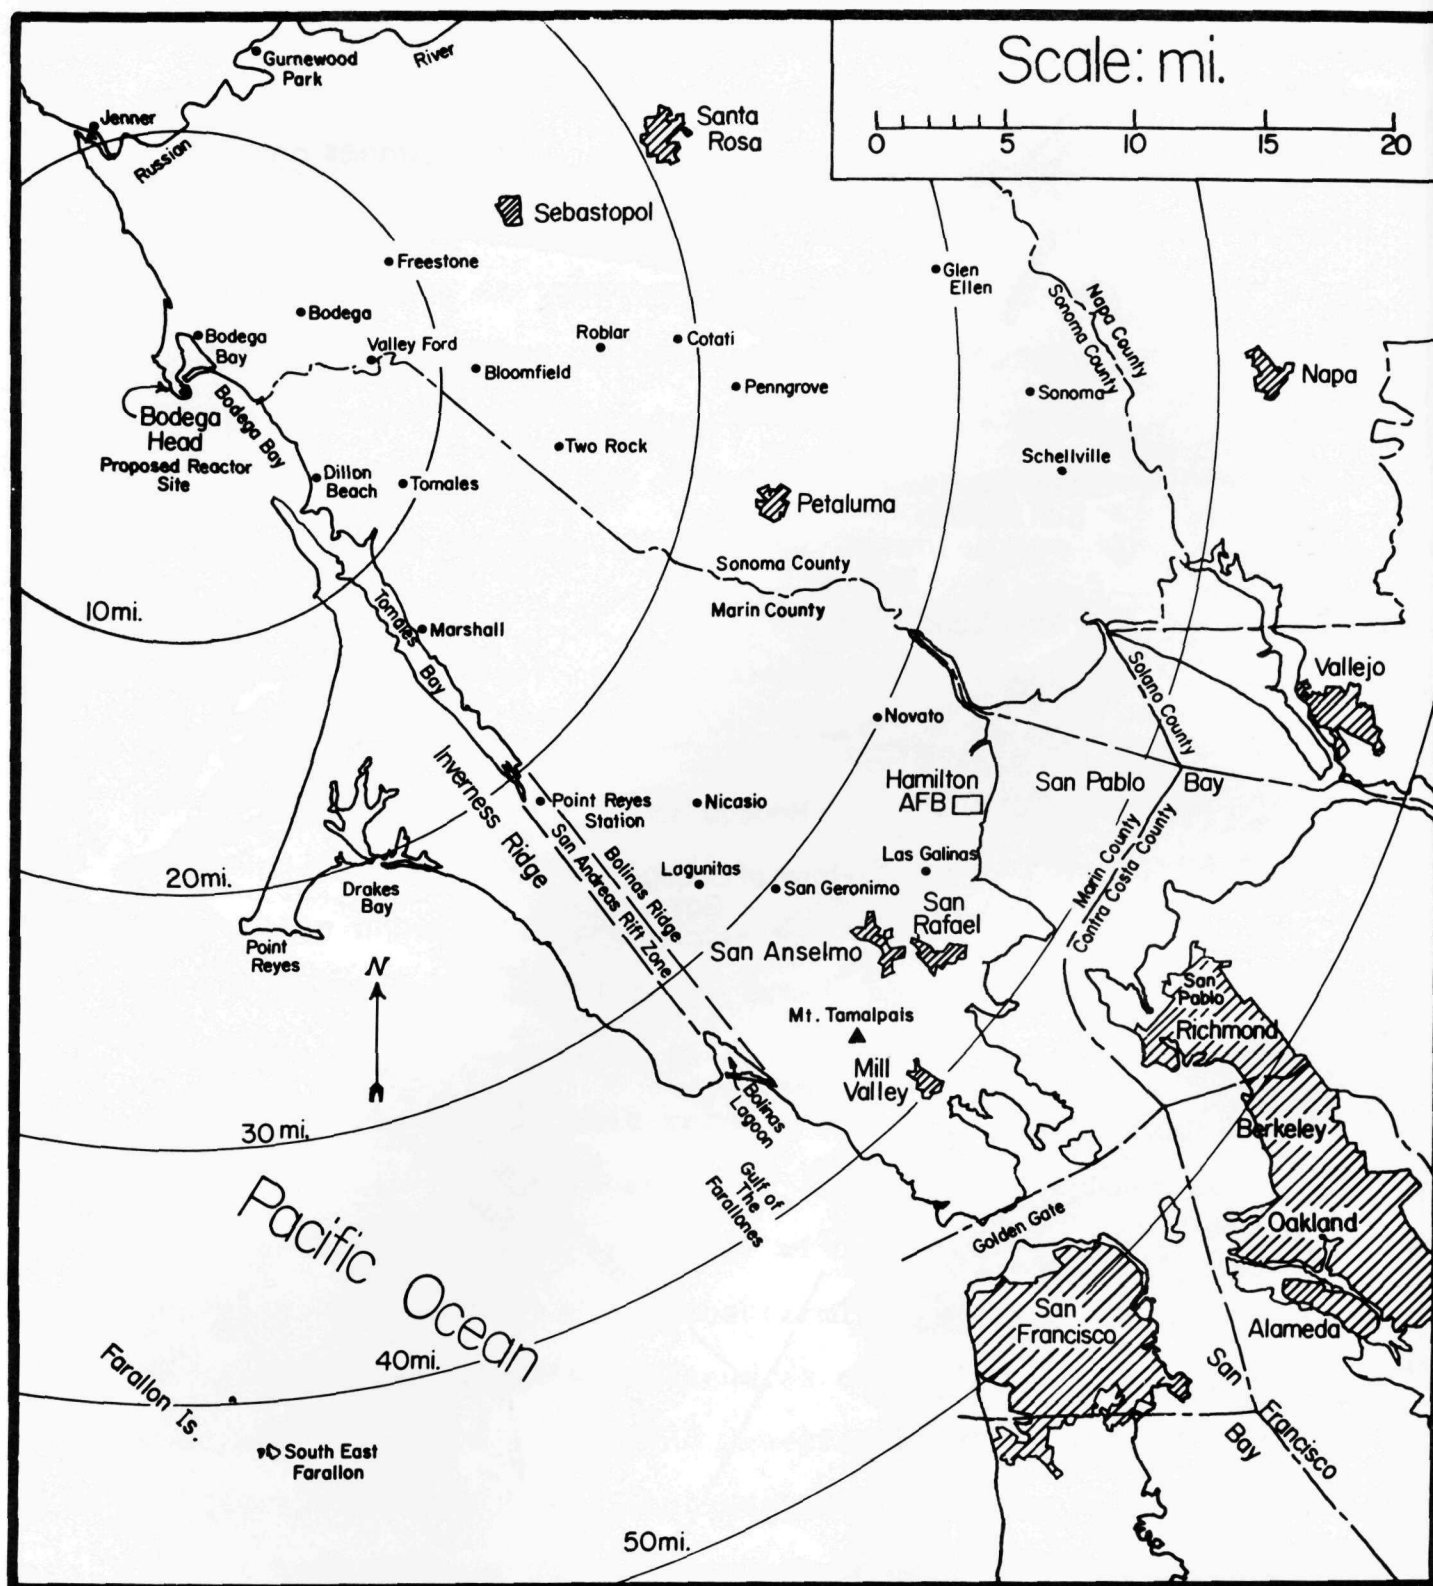 Scale: mi.
0 5 10 15 20
Gurnewood
Park
River
Jenner
Russian
Santa
Rosa
Sebastopol
Freestone
Glen
Ellen
Napa County
Sonoma County
Bodega
Bodega
Bay
Valley Ford
Roblar
Cotati
Bloomfield
Penngrove
Sonoma
Napa
Bodega
Head
Proposed Reactor
Site
Bodega Bay
Two Rock
Schellville
Dillon
Beach
Tomales
Petaluma
Sonoma County
Marin County
10mi.
Tomales
Bay
Marshall
Solano County
Vallejo
Novato
Inverness Ridge
Hamilton
AFB
San Pablo
Bay
Point Reyes
Station
Nicasio
Bolinas Ridge
San Andreas Rift Zone
Marin County
Contra Costa County
Las Galinas
Lagunitas
San Geronimo
20mi.
Drakes
Bay
San
Rafael
San Anselmo
Point
Reyes
N
San
Pablo
Richmond
Mt. Tamalpais
Mill
Valley
30 mi.
Bolinas
Lagoon
Berkeley
Gulf of
The
Farallones
Pacific Ocean
Golden Gate
Oakland
San
Francisco
Alameda
40mi.
Farallon Is.
San Francisco
Bay
South East
Farallon
50mi.